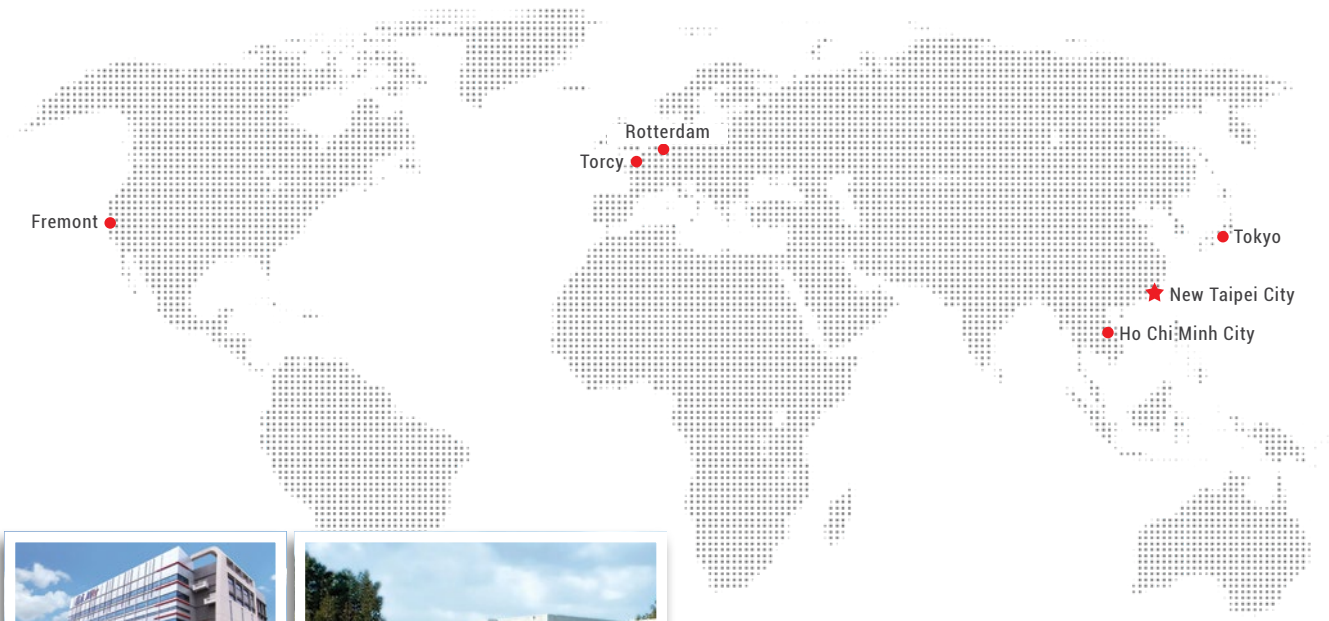 Rotterdam
Torcy
Fremont
Tokyo
New Taipei City
Ho Chi Minh City